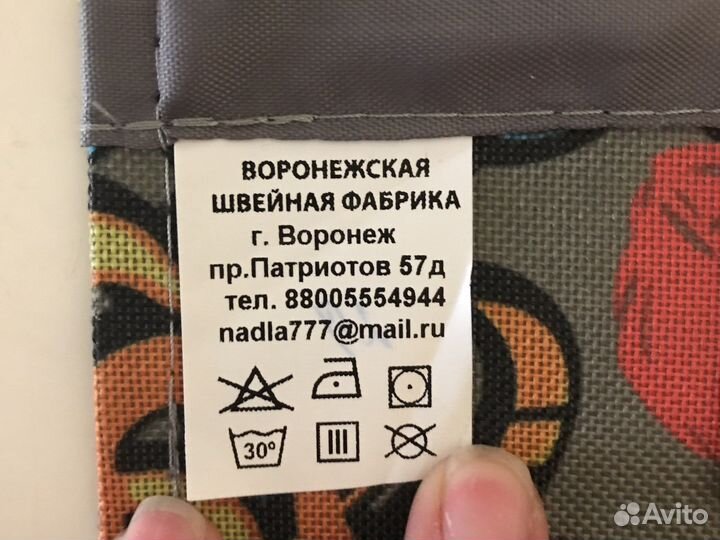 ВОРОНЕЖСКАЯ
ШВЕЙНАЯ ФАБРИКА
г. Воронеж
пр.Патриотов 57д
тел. 88005554944
nadla777@mail.ru
30°
Avito